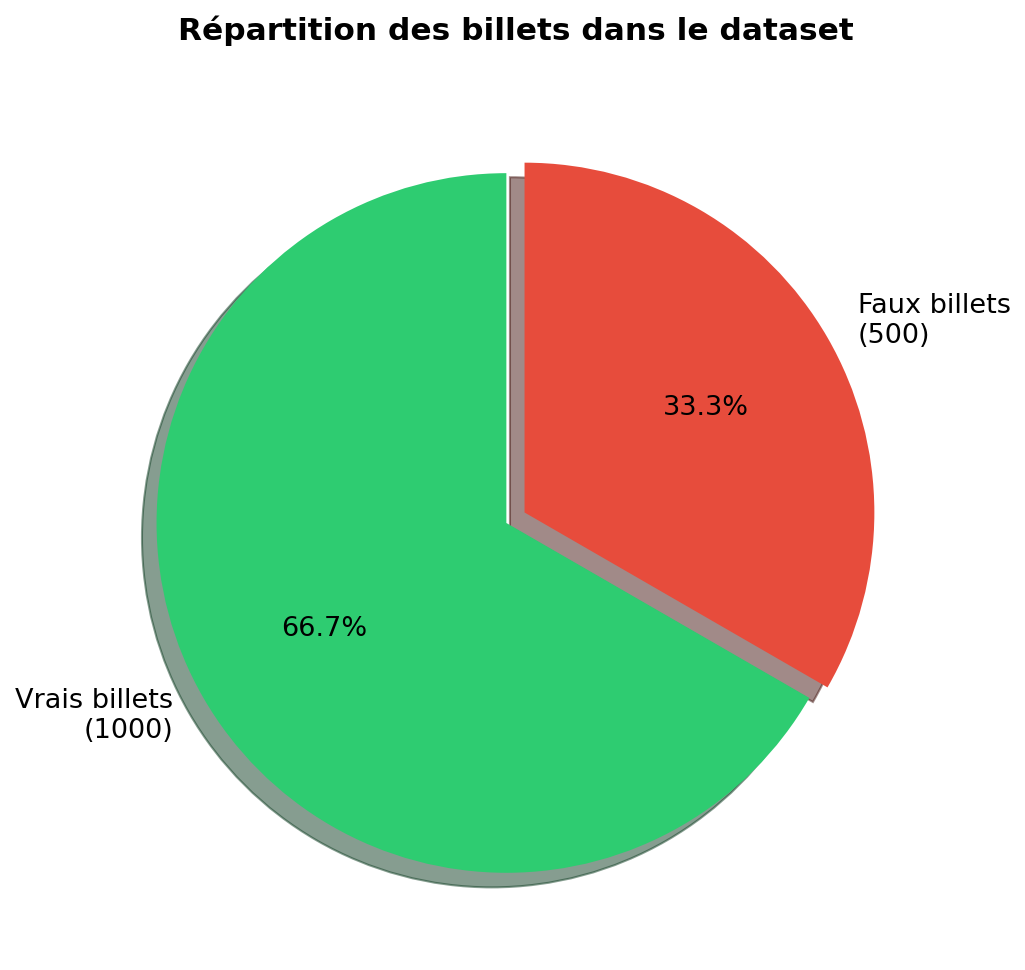 Répartition des billets dans le dataset
Faux billets
(500)
33.3%
66.7%
Vrais billets
(1000)